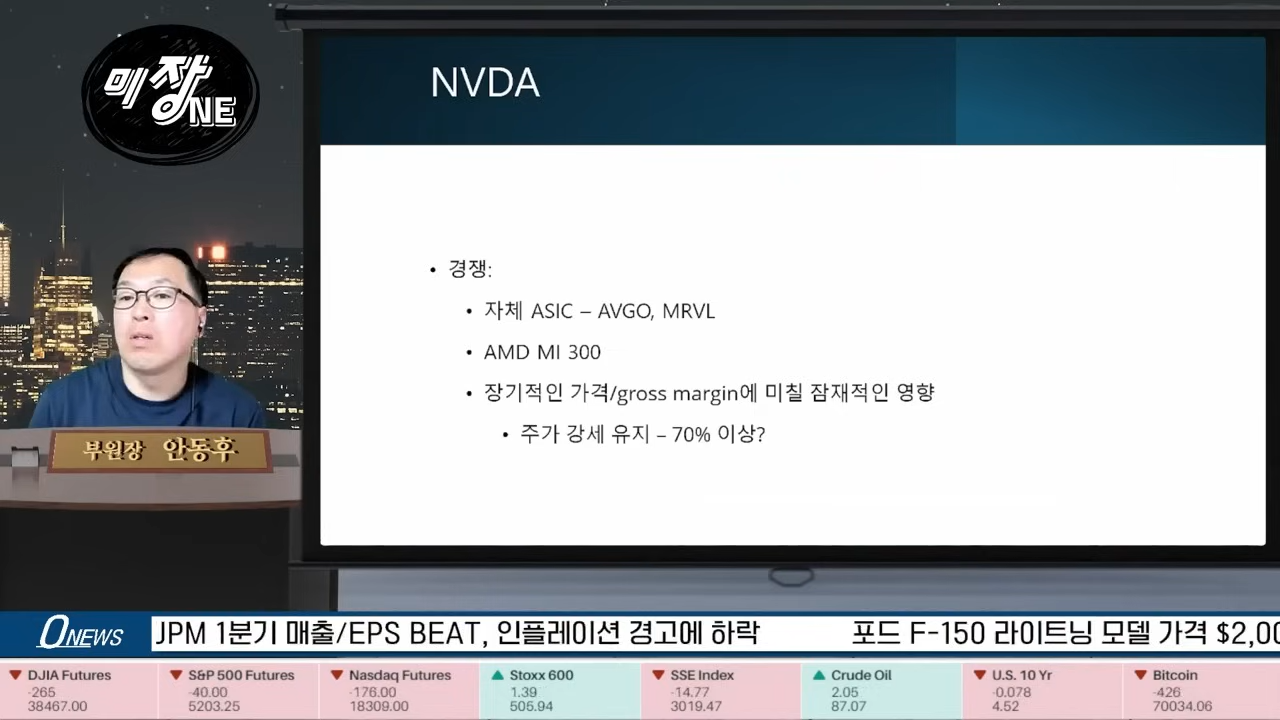 미장NE
NVDA
• 경쟁:
• 자체 ASIC – AVGO, MRVL
• AMD MI 300
• 장기적인 가격/gross margin에 미칠 잠재적인 영향
• 주가 강세 유지 – 70% 이상?
부원장 안동후
ONEWS
JPM 1분기 매출/EPS BEAT, 인플레이션 경고에 하락
포드 F-150 라이트닝 모델 가격 $2,00
DJIA Futures
-265
38467.00
S&P 500 Futures
-40.00
5203.25
Nasdaq Futures
-176.00
18309.00
Stoxx 600
1.39
505.94
SSE Index
-14.77
3019.47
Crude Oil
2.05
87.07
U.S. 10 Yr
-0.078
4.52
Bitcoin
-426
70034.06